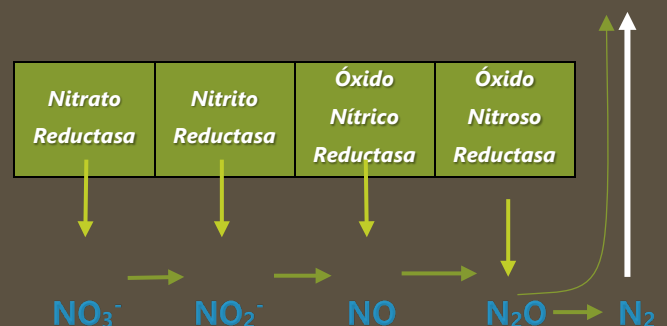 Nitrato
Reductasa
Nitrito
Reductasa
Óxido
Nítrico
Reductasa
Óxido
Nitroso
Reductasa
NO₃⁻ NO₂⁻ NO N₂O N₂